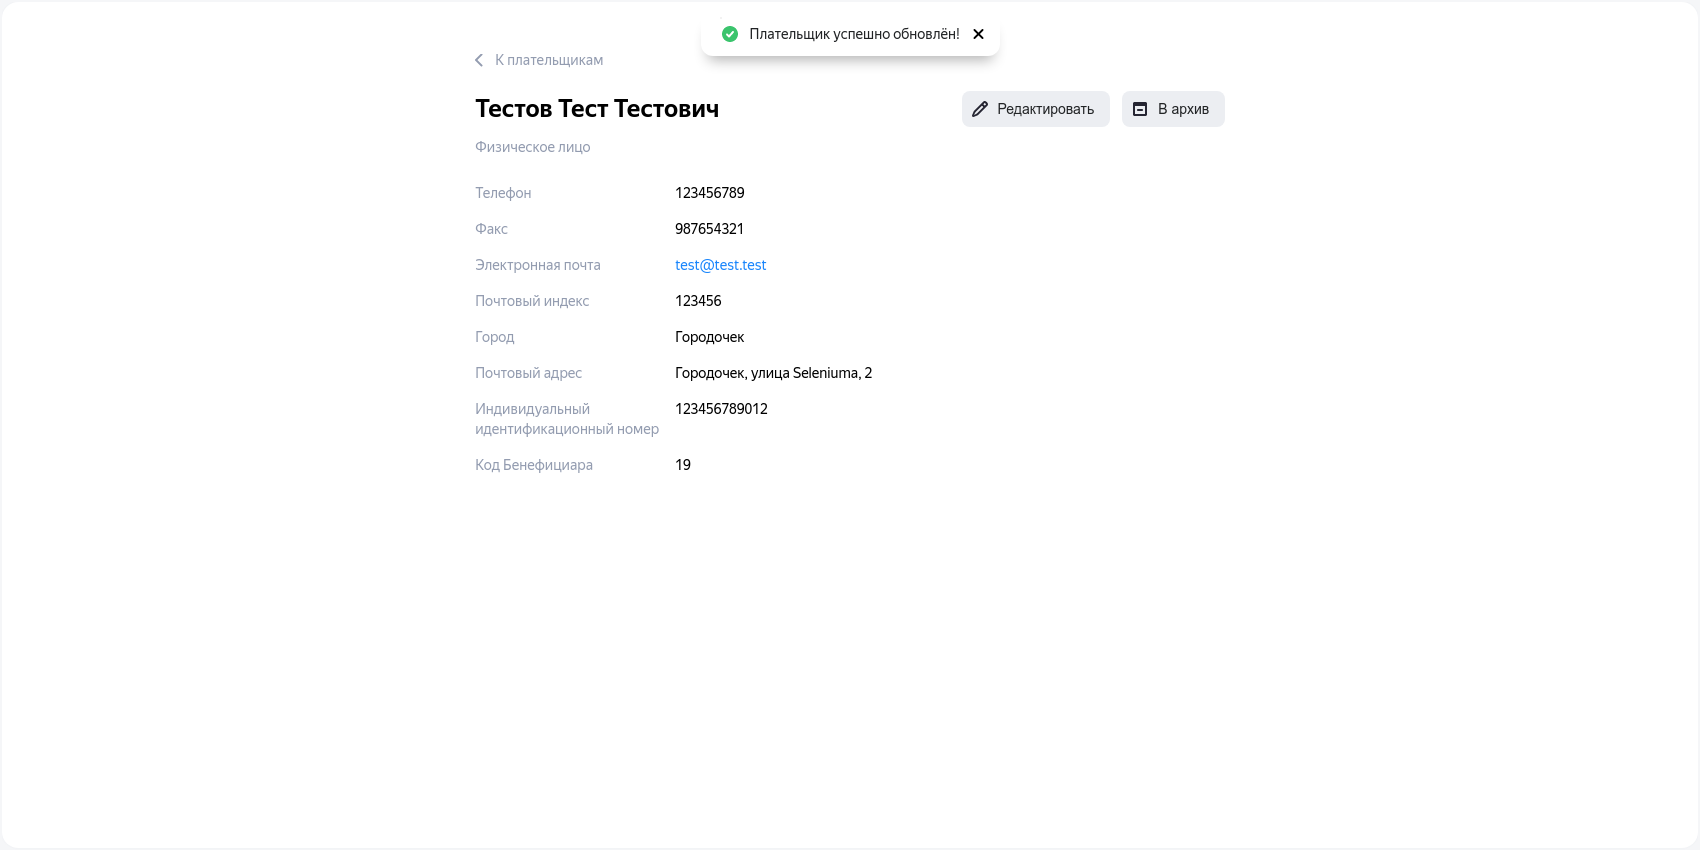 Плательщик успешно обновлён!
К плательщикам
Тестов Тест Тестович
Редактировать
В архив
Физическое лицо
Телефон 123456789
Факс 987654321
Электронная почта test@test.test
Почтовый индекс 123456
Город Городочек
Почтовый адрес Городочек, улица Seleniuma, 2
Индивидуальный 123456789012
идентификационный номер
Код Бенефициара 19